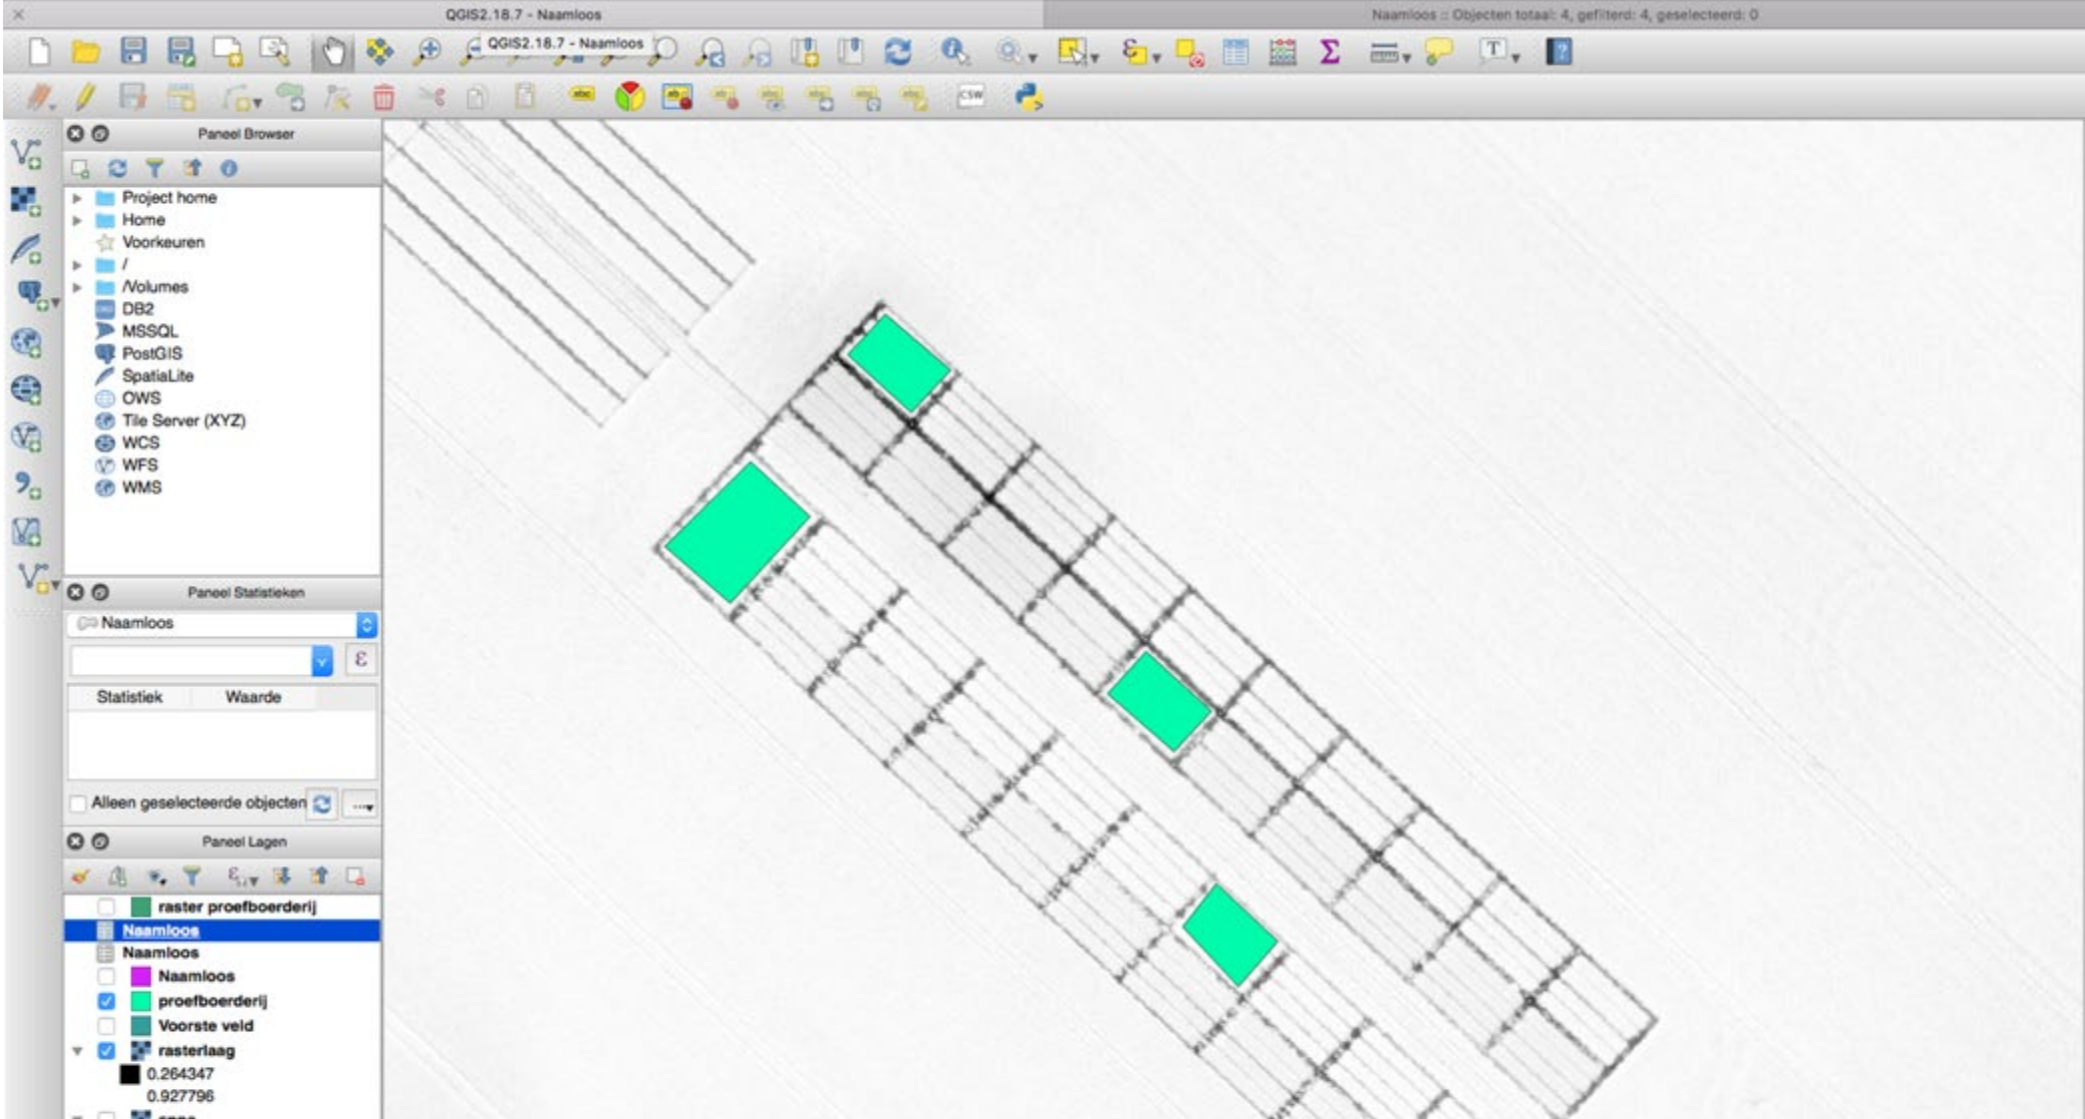 QGIS2.18.7 - Naamloos
Naamloos :: Objecten totaal: 4, gefilterd: 4, geselecteerd: 0
QGIS2.18.7 - Naamloos
ε
Σ
T
?
abc
abc
CSW
Paneel Browser
Project home
Home
Voorkeuren
/
/Volumes
DB2
MSSQL
PostGIS
SpatiaLite
OWS
Tile Server (XYZ)
WCS
WFS
WMS
Paneel Statistieken
Naamloos
ε
Statistiek Waarde
Alleen geselecteerde objecten
...
Paneel Lagen
raster proefboerderij
Naamloos
Naamloos
Naamloos
proefboerderij
Voorste veld
rasterlaag
0.264347
0.927796